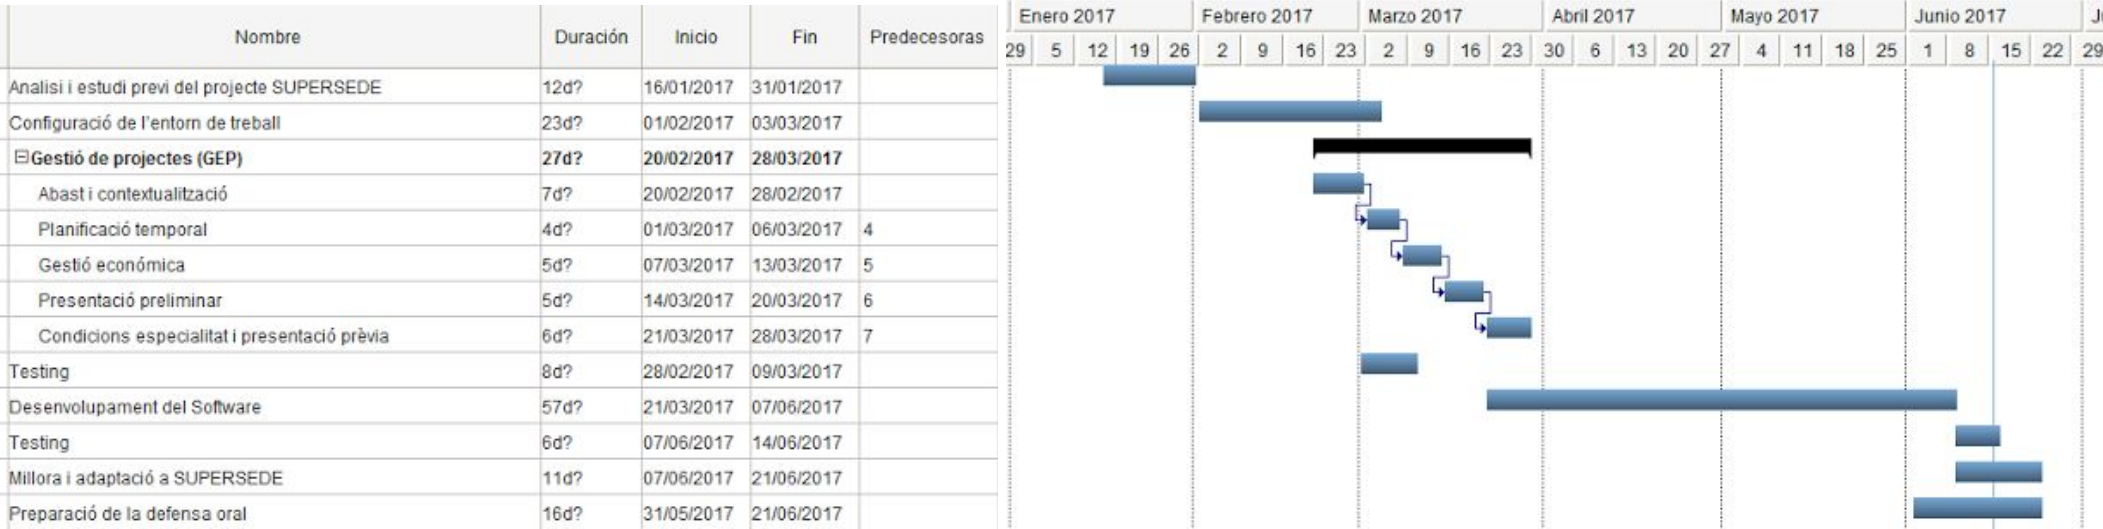 Nombre Duración Inicio Fin Predecesoras
Enero 2017 Febrero 2017 Marzo 2017 Abril 2017 Mayo 2017 Junio 2017
29 5 12 19 26 2 9 16 23 2 9 16 23 30 6 13 20 27 4 11 18 25 1 8 15 22 29
Analisi i estudi previ del projecte SUPERSEDE 12d? 16/01/2017 31/01/2017
Configuració de l'entorn de treball 23d? 01/02/2017 03/03/2017
Gestió de projectes (GEP) 27d? 20/02/2017 28/03/2017
Abast i contextualització 7d? 20/02/2017 28/02/2017
Planificació temporal 4d? 01/03/2017 06/03/2017 4
Gestió económica 5d? 07/03/2017 13/03/2017 5
Presentació preliminar 5d? 14/03/2017 20/03/2017 6
Condicions especialitat i presentació prèvia 6d? 21/03/2017 28/03/2017 7
Testing 8d? 28/02/2017 09/03/2017
Desenvolupament del Software 57d? 21/03/2017 07/06/2017
Testing 6d? 07/06/2017 14/06/2017
Millora i adaptació a SUPERSEDE 11d? 07/06/2017 21/06/2017
Preparació de la defensa oral 16d? 31/05/2017 21/06/2017